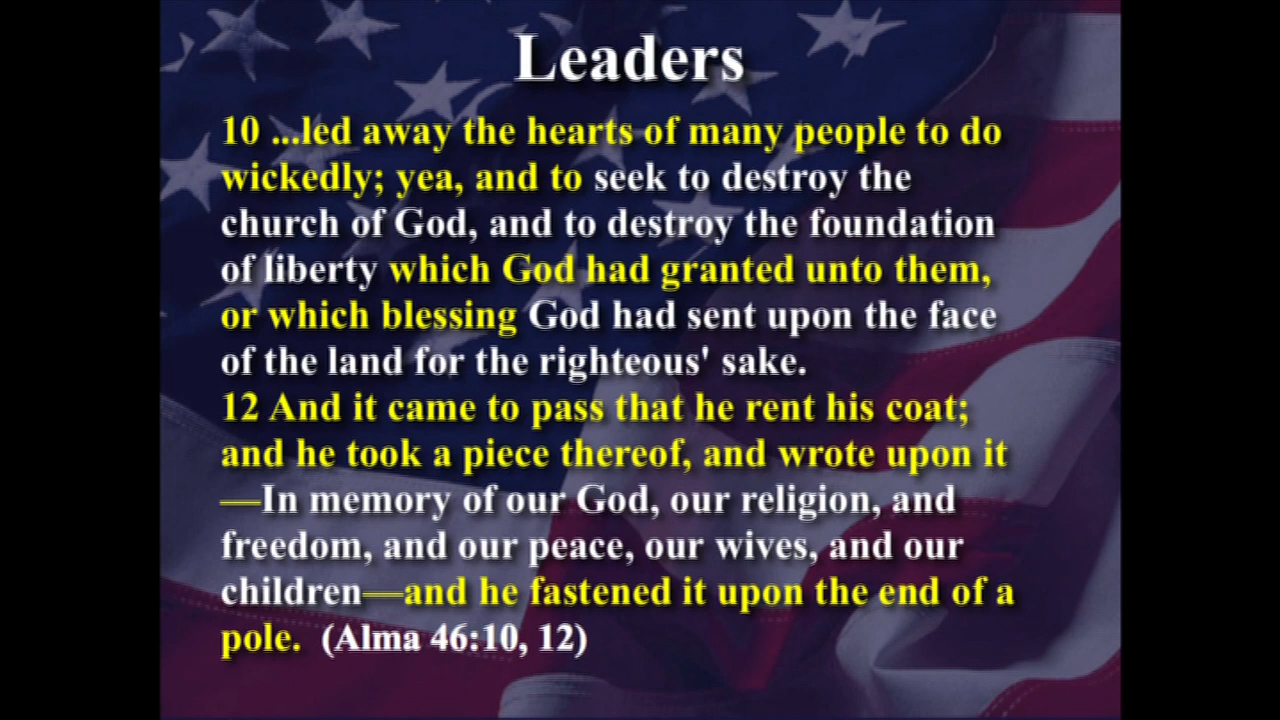 Leaders
10 ...led away the hearts of many people to do
wickedly; yea, and to seek to destroy the
church of God, and to destroy the foundation
of liberty which God had granted unto them,
or which blessing God had sent upon the face
of the land for the righteous' sake.
12 And it came to pass that he rent his coat;
and he took a piece thereof, and wrote upon it
—In memory of our God, our religion, and
freedom, and our peace, our wives, and our
children—and he fastened it upon the end of a
pole. (Alma 46:10, 12)